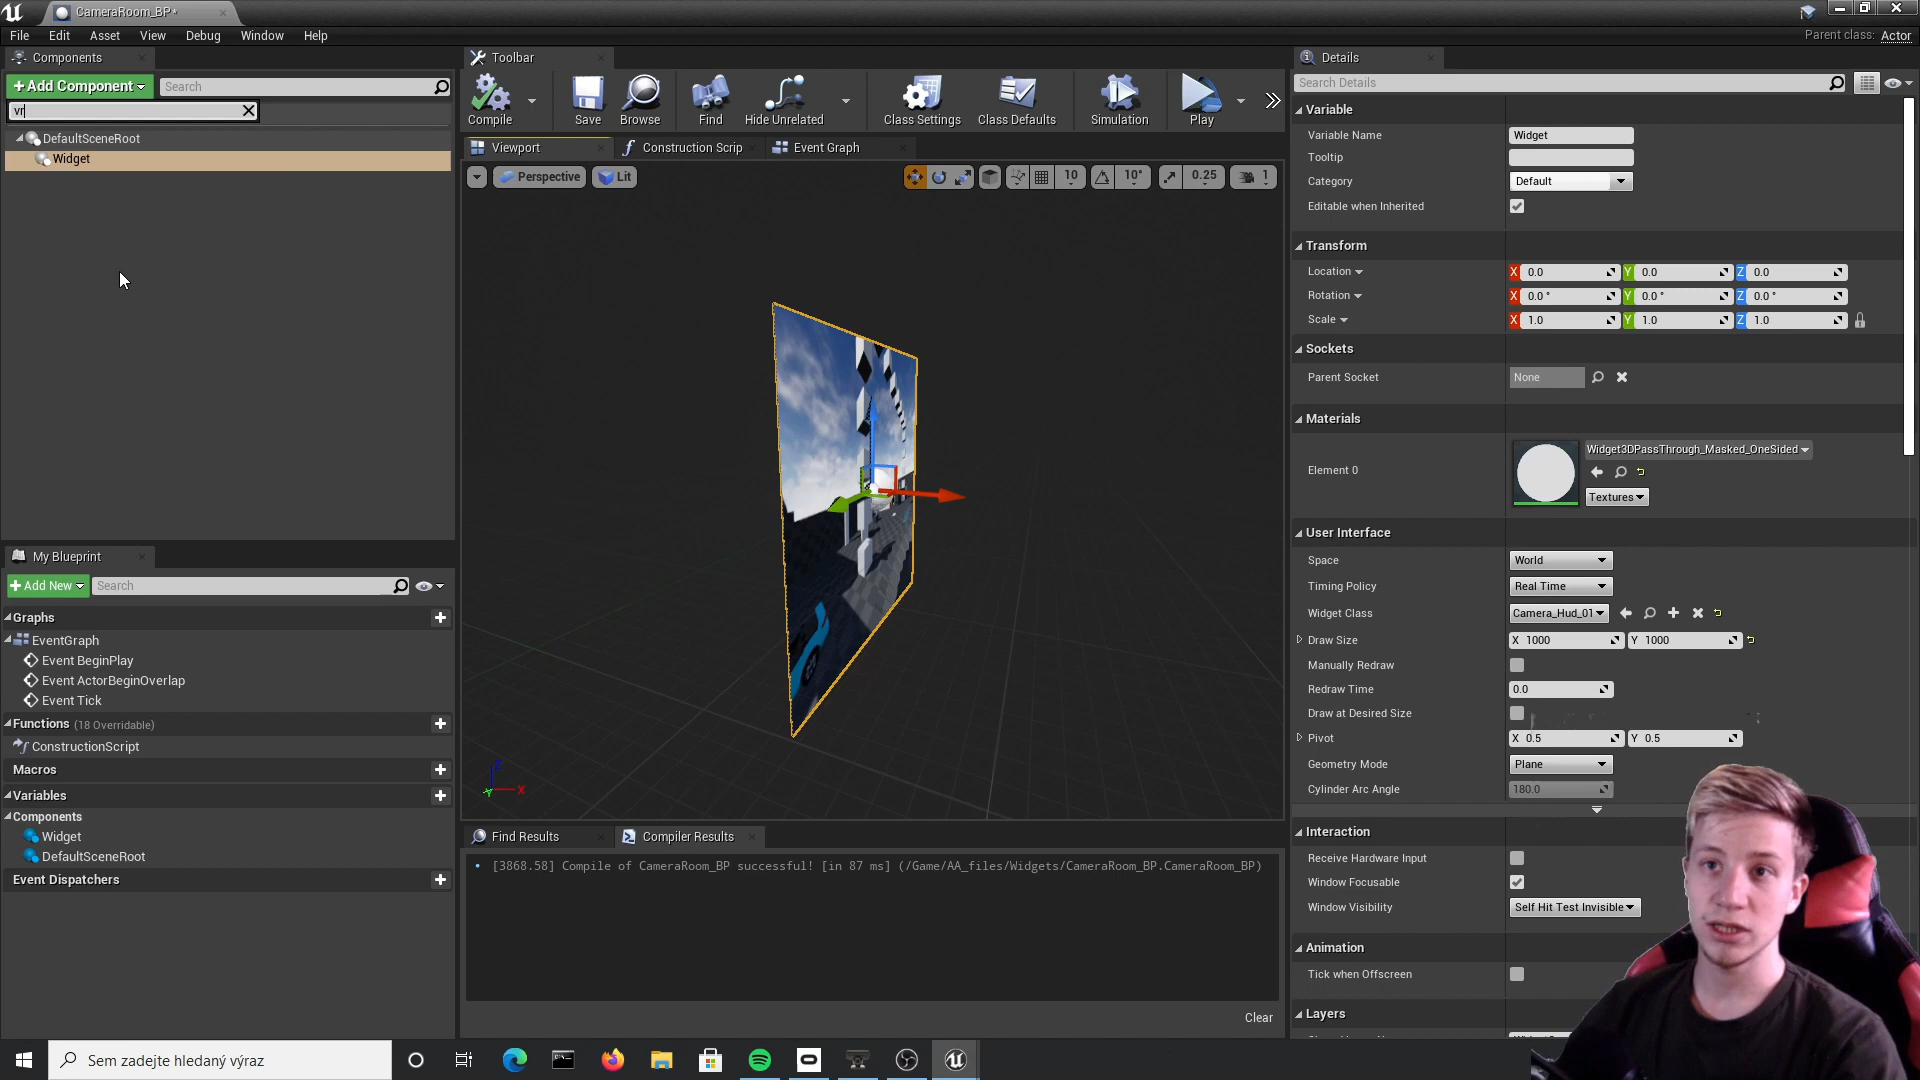 CameraRoom_BP*
File Edit Asset View Debug Window Help
Parent class: Actor
Components
+Add Component
Search
vr
DefaultSceneRoot
Widget
My Blueprint
+Add New
Search
Graphs
EventGraph
Event BeginPlay
Event ActorBeginOverlap
Event Tick
Functions (18 Overridable)
ConstructionScript
Macros
Variables
Components
Widget
DefaultSceneRoot
Event Dispatchers
Toolbar
Compile Save Browse Find Hide Unrelated Class Settings Class Defaults Simulation Play
Viewport Construction Scrip Event Graph
Perspective Lit 10 10° 0.25 1
Z
X
Y
Find Results Compiler Results
[3868.58] Compile of CameraRoom_BP successful! [in 87 ms] (/Game/AA_files/Widgets/CameraRoom_BP.CameraRoom_BP)
Clear
Details
Search Details
Variable
Variable Name Widget
Tooltip
Category Default
Editable when Inherited
Transform
Location X 0.0 Y 0.0 Z 0.0
Rotation X 0.0 ° Y 0.0 ° Z 0.0 °
Scale X 1.0 Y 1.0 Z 1.0
Sockets
Parent Socket None
Materials
Element 0 Widget3DPassThrough_Masked_OneSided
Textures
User Interface
Space World
Timing Policy Real Time
Widget Class Camera_Hud_01
Draw Size X 1000 Y 1000
Manually Redraw
Redraw Time 0.0
Draw at Desired Size
Pivot X 0.5 Y 0.5
Geometry Mode Plane
Cylinder Arc Angle 180.0
Interaction
Receive Hardware Input
Window Focusable
Window Visibility Self Hit Test Invisible
Animation
Tick when Offscreen
Layers
Sem zadejte hledaný výraz